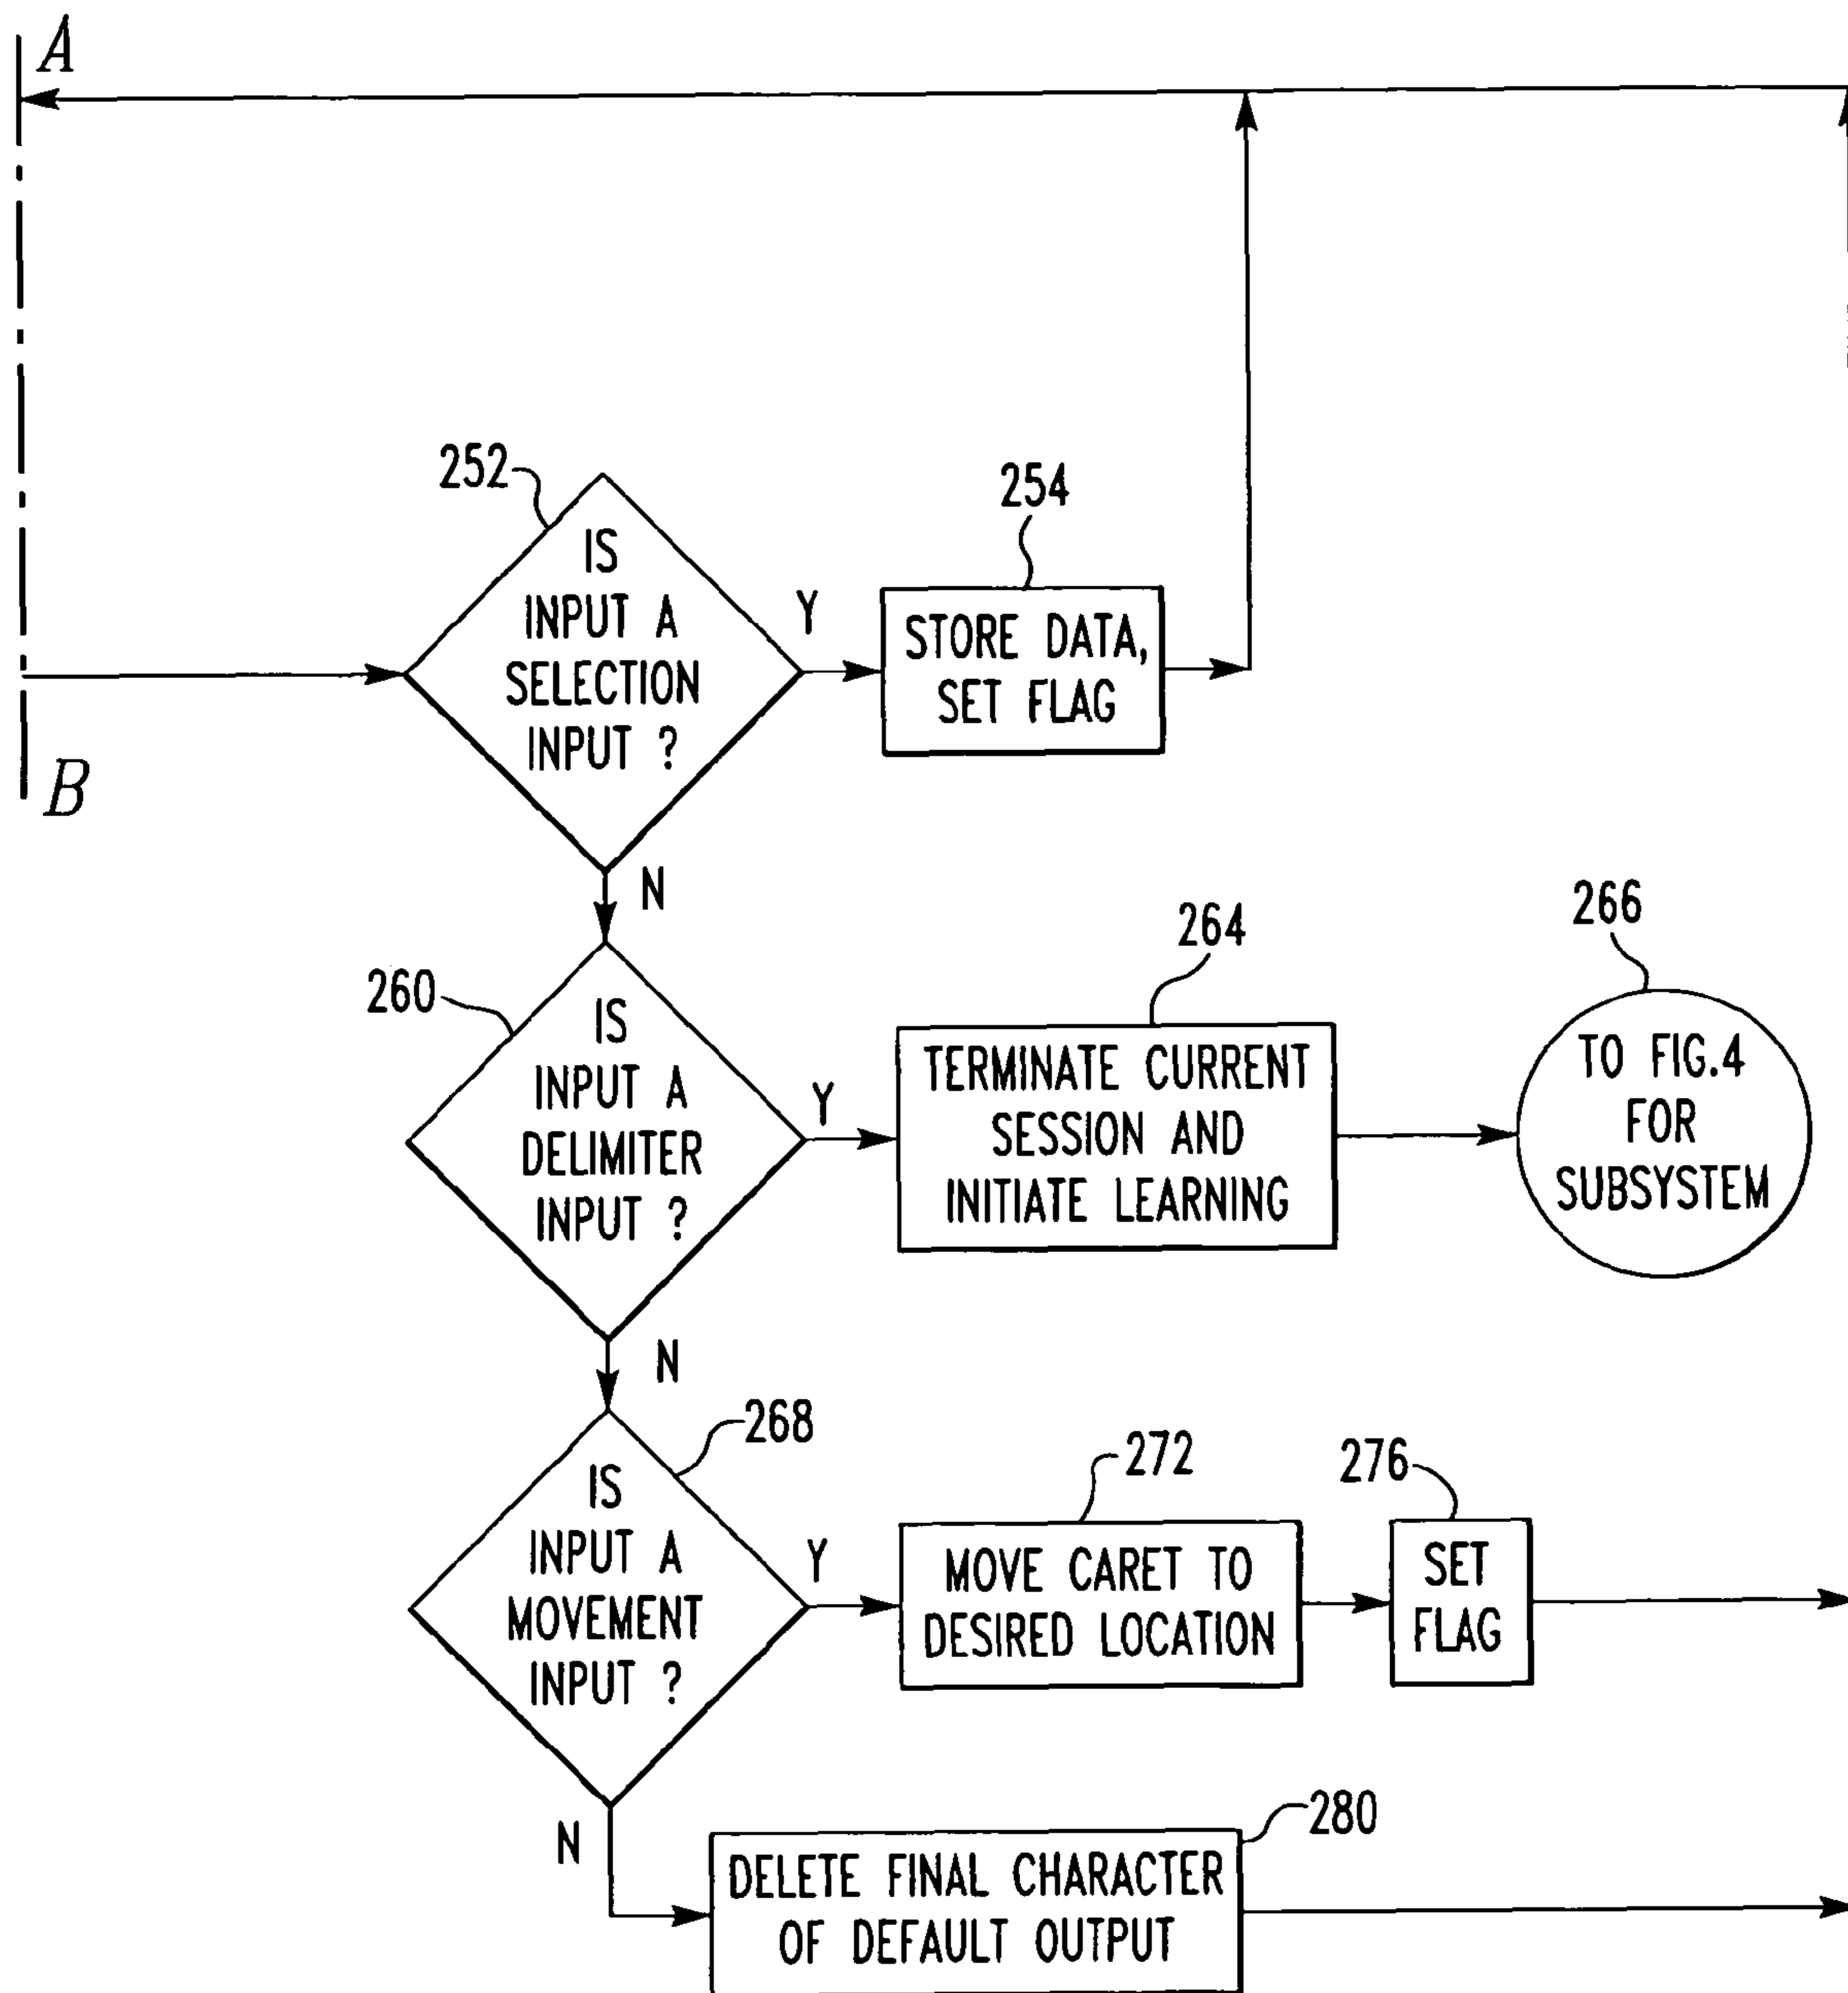 A
252
254
IS
INPUT A
SELECTION
INPUT ?
Y
STORE DATA,
SET FLAG
B
N
260
264
266
IS
INPUT A
DELIMITER
INPUT ?
Y
TERMINATE CURRENT
SESSION AND
INITIATE LEARNING
TO FIG.4
FOR
SUBSYSTEM
N
268
272
276
IS
INPUT A
MOVEMENT
INPUT ?
Y
MOVE CARET TO
DESIRED LOCATION
SET
FLAG
N
280
DELETE FINAL CHARACTER
OF DEFAULT OUTPUT